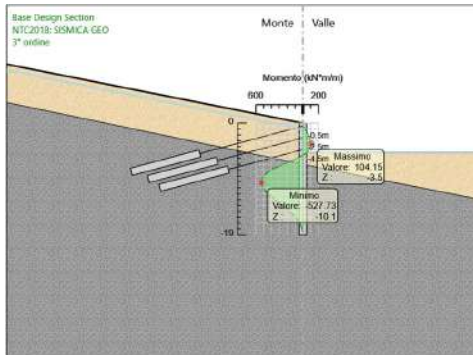 Base Design Section
NTC2018: SISMICA GEO
3° ordine
Monte
Valle
Momento (kN*m/m)
600
200
0
-0.5m
-4.5m
Massimo
Valore: 104.15
Z -3.5
Minimo
Valore: -527.73
Z -10.1
-19